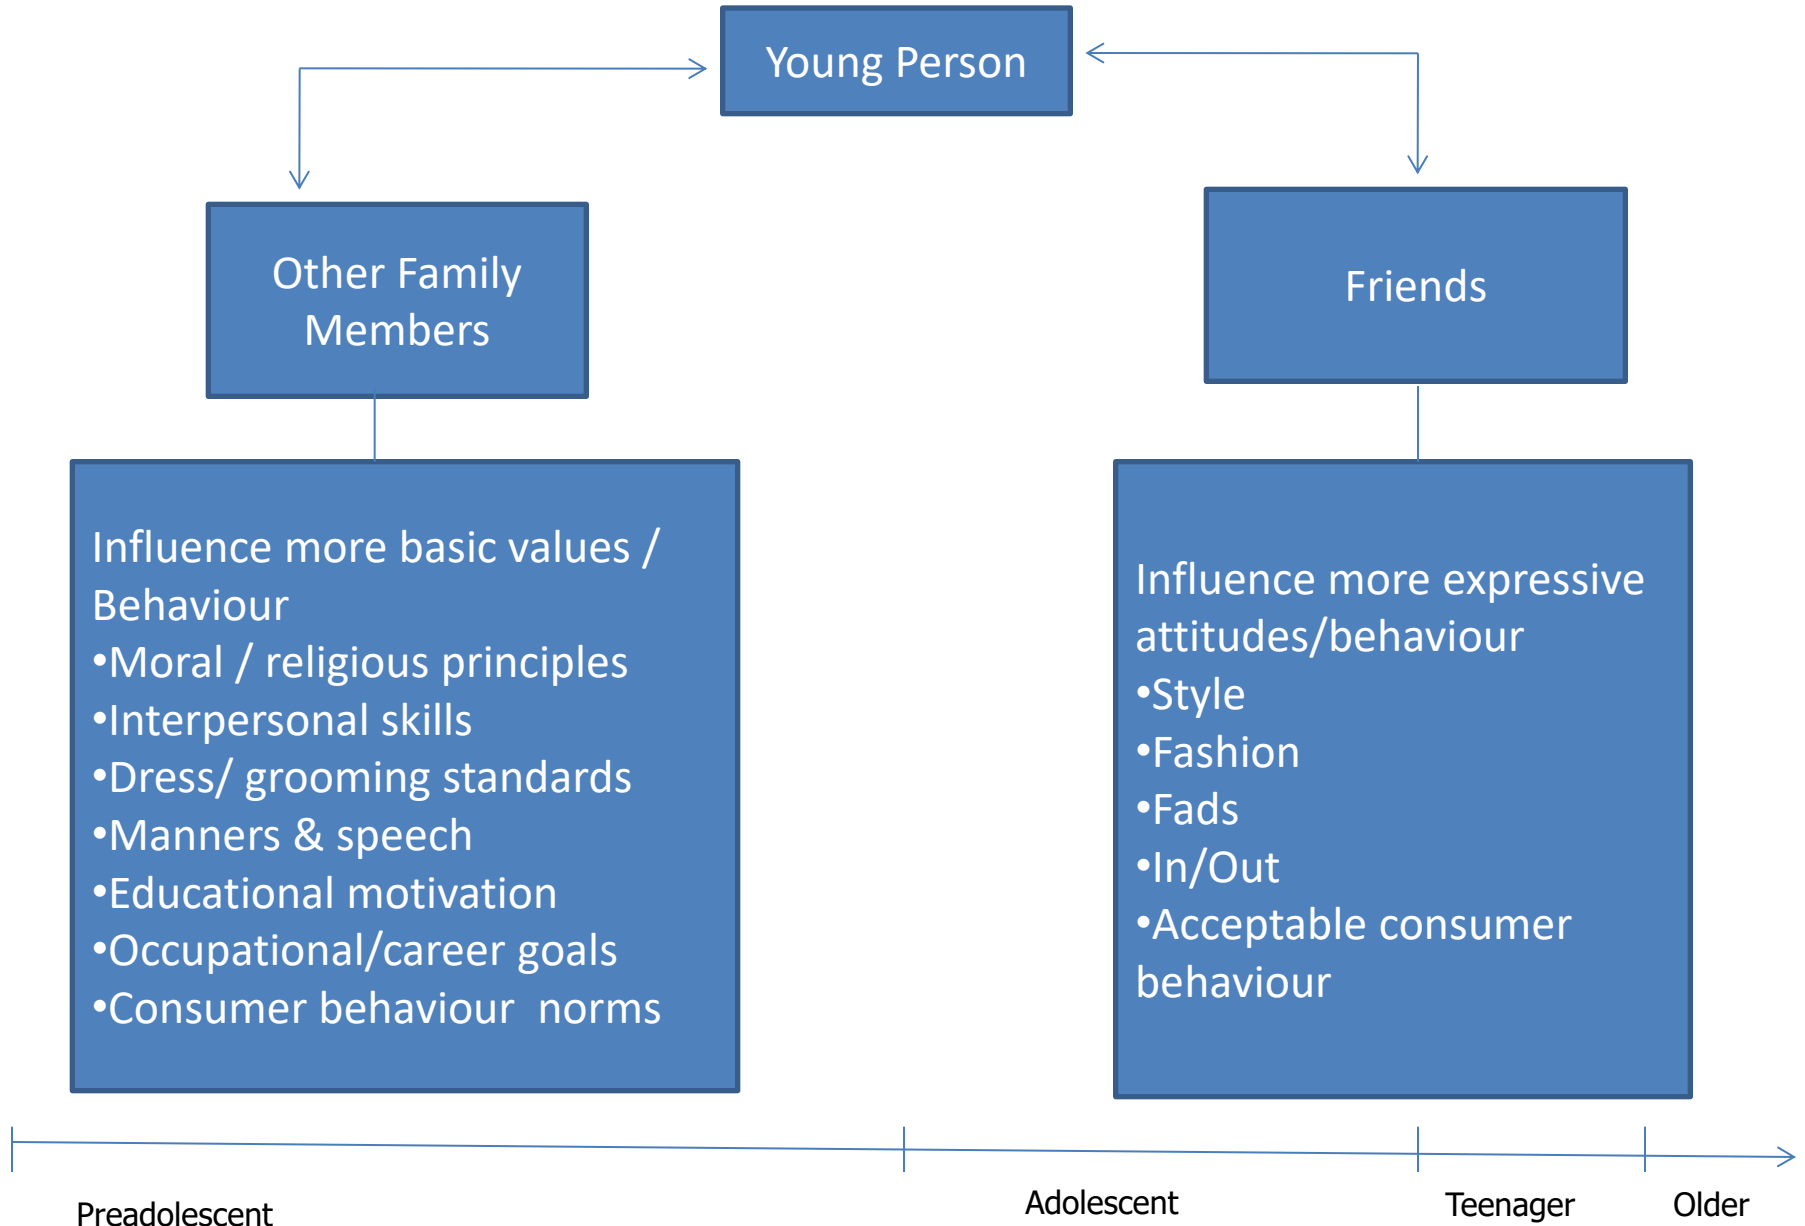 Young Person
Other Family
Members
Friends
Influence more basic values /
Behaviour
•Moral / religious principles
•Interpersonal skills
•Dress/ grooming standards
•Manners & speech
•Educational motivation
•Occupational/career goals
•Consumer behaviour  norms
Influence more expressive
attitudes/behaviour
•Style
•Fashion
•Fads
•In/Out
•Acceptable consumer
behaviour
Preadolescent
Adolescent
Teenager
Older